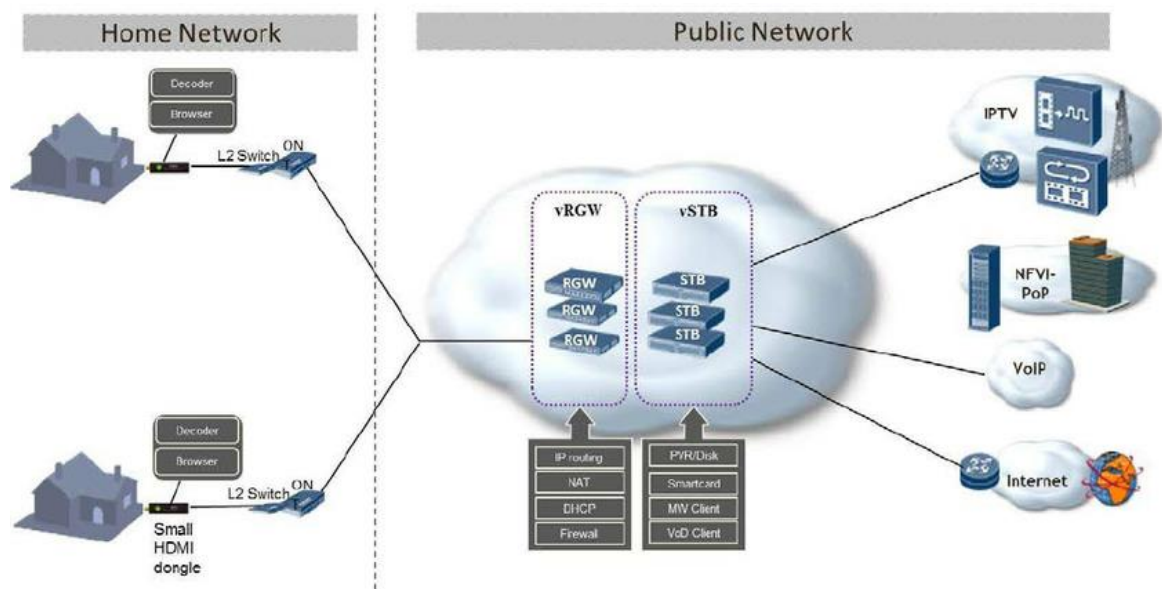 Home Network
Public Network
Decoder
Browser
L2 Switch
ON
Decoder
Browser
L2 Switch
ON
Small
HDMI
dongle
vRGW
vSTB
RGW
RGW
RGW
STB
STB
STB
IP routing
NAT
DHCP
Firewall
PVR/Disk
Smartcard
MW Client
VoD Client
IPTV
NFVI-
PoP
VoIP
Internet